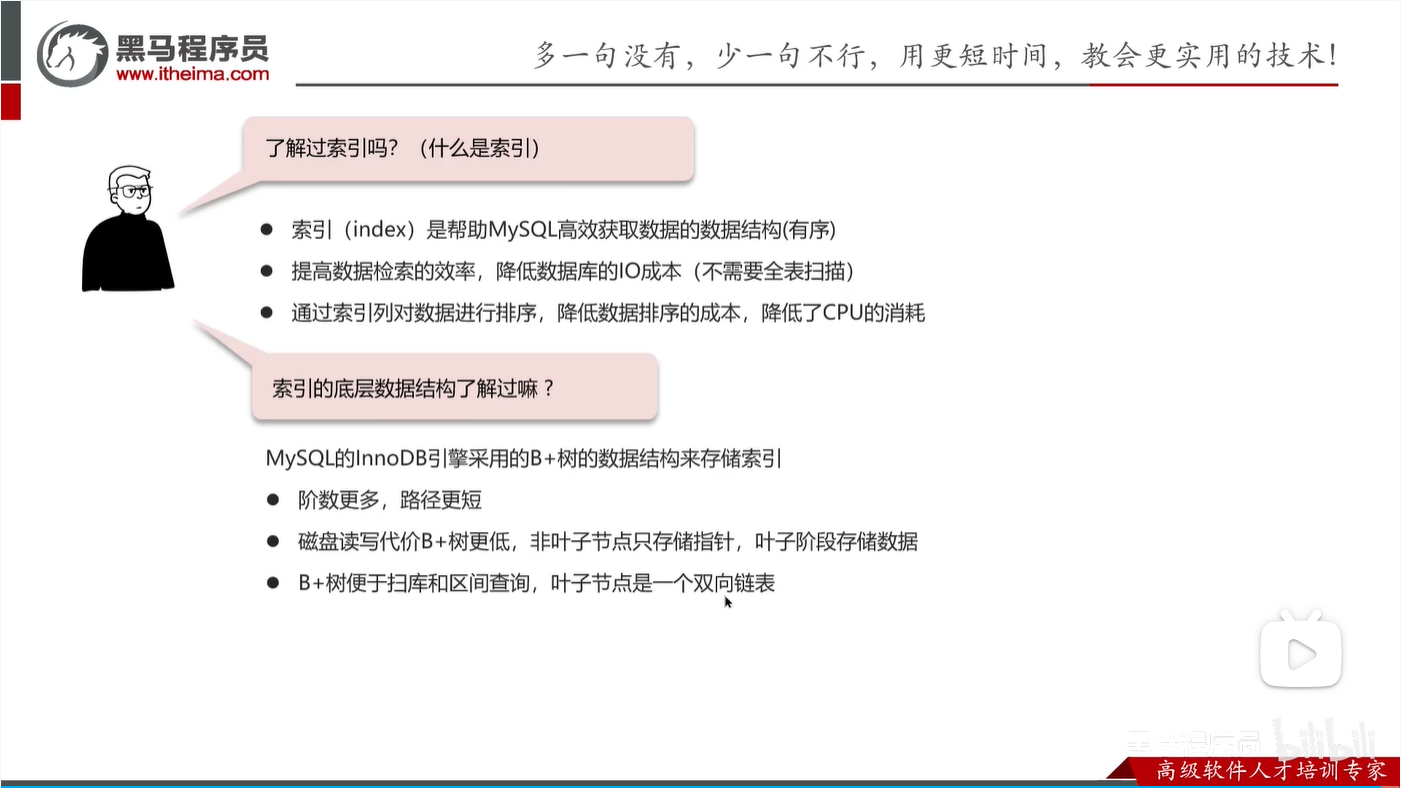 黑马程序员
www.itheima.com
多一句没有，少一句不行，用更短时间，教会更实用的技术！
了解过索引吗？（什么是索引）
● 索引（index）是帮助MySQL高效获取数据的数据结构(有序)
● 提高数据检索的效率，降低数据库的IO成本（不需要全表扫描）
● 通过索引列对数据进行排序，降低数据排序的成本，降低了CPU的消耗
索引的底层数据结构了解过嘛 ?
MySQL的InnoDB引擎采用的B+树的数据结构来存储索引
● 阶数更多，路径更短
● 磁盘读写代价B+树更低，非叶子节点只存储指针，叶子阶段存储数据
● B+树便于扫库和区间查询，叶子节点是一个双向链表
黑马程序员 bilibili
高级软件人才培训专家